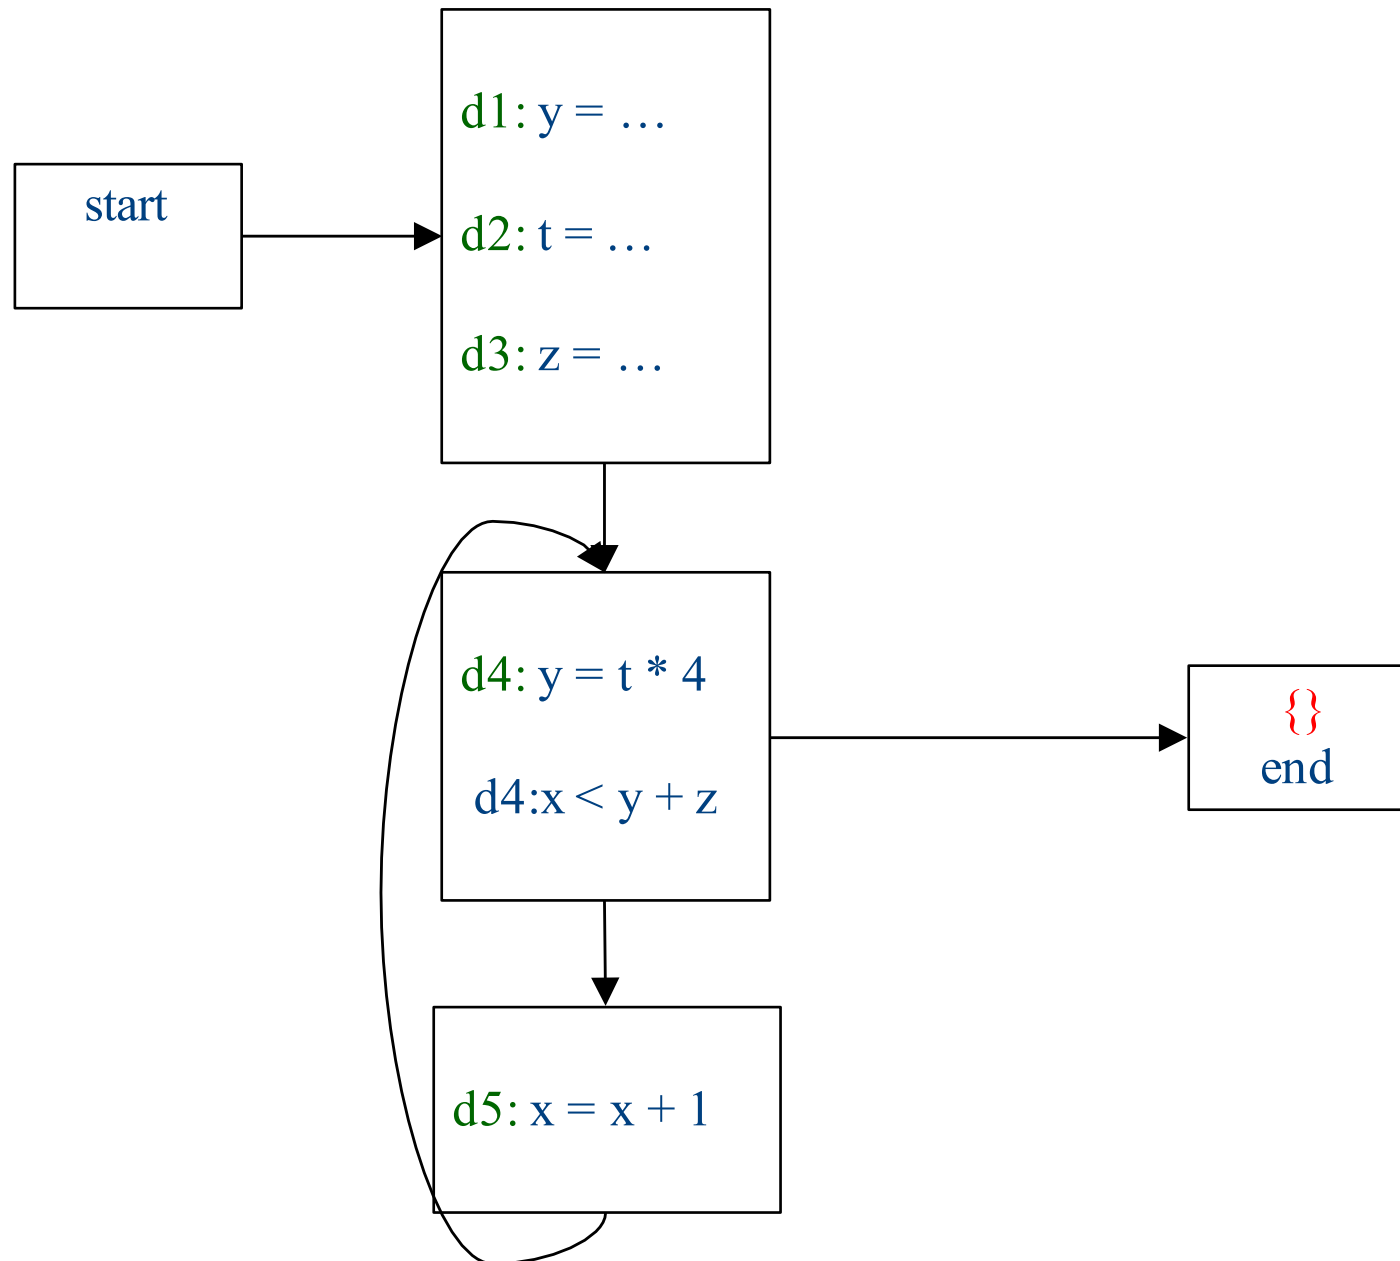 start
d1: y = …
d2: t = …
d3: z = …
d4: y = t * 4
d4:x < y + z
{}
end
d5: x = x + 1